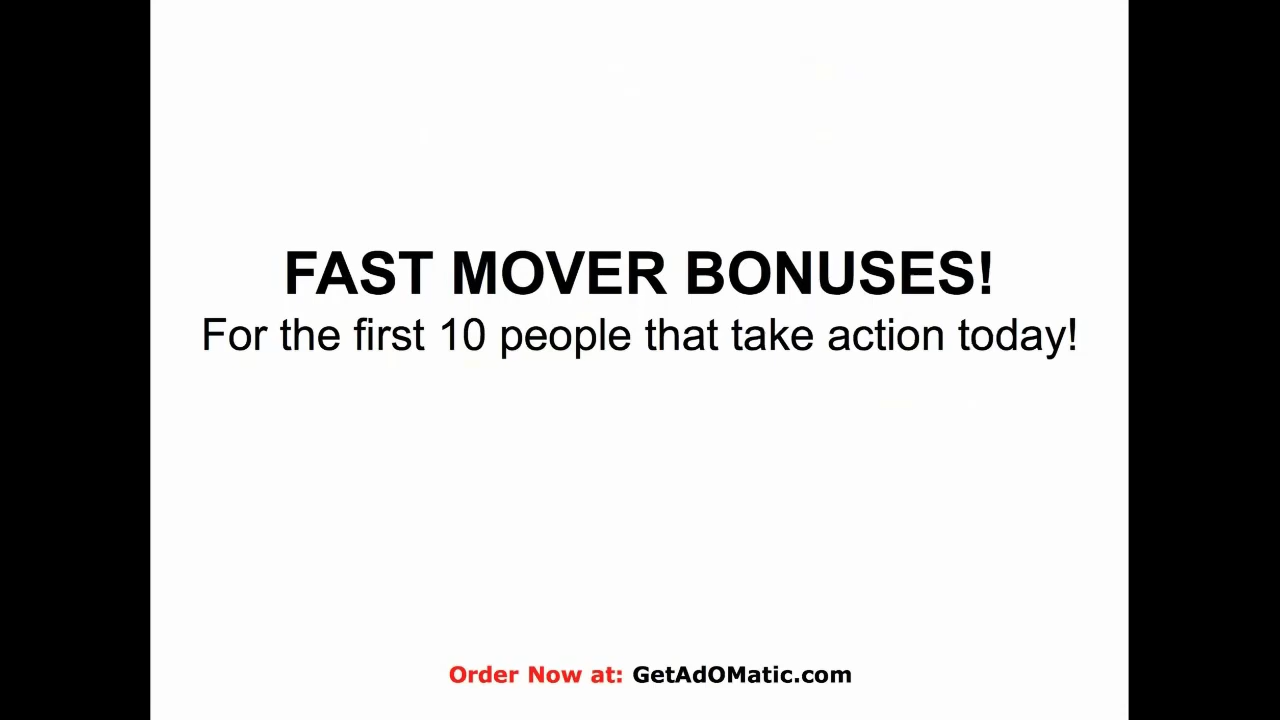 FAST MOVER BONUSES!
For the first 10 people that take action today!
Order Now at: GetAdOMatic.com